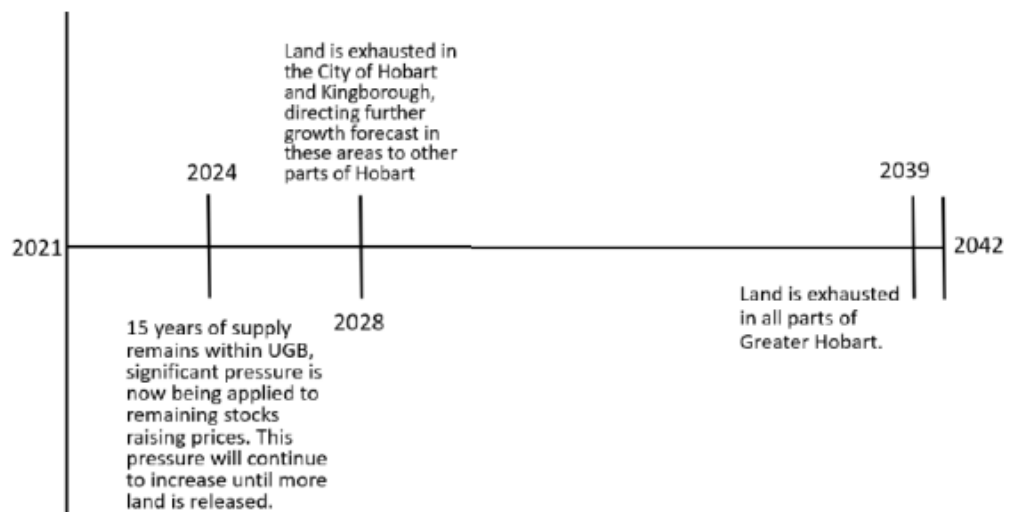 Land is exhausted in
the City of Hobart
and Kingborough,
directing further
growth forecast in
these areas to other
parts of Hobart
2024
2039
2021
2042
Land is exhausted
in all parts of
Greater Hobart.
2028
15 years of supply
remains within UGB,
significant pressure is
now being applied to
remaining stocks
raising prices. This
pressure will continue
to increase until more
land is released.